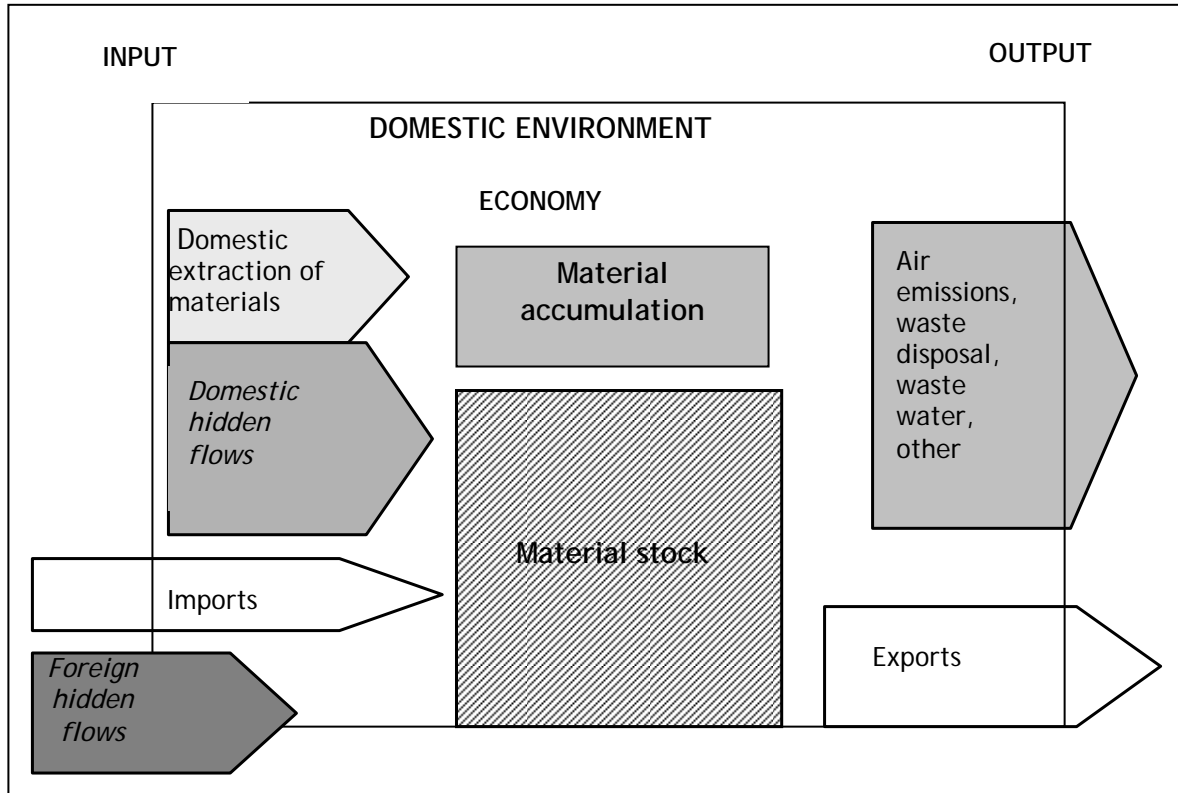 INPUT
OUTPUT
DOMESTIC ENVIRONMENT
ECONOMY
Domestic
extraction of
materials
Material
accumulation
Air
emissions,
waste
disposal,
waste
water,
other
Domestic
hidden
flows
Material stock
Imports
Exports
Foreign
hidden
flows